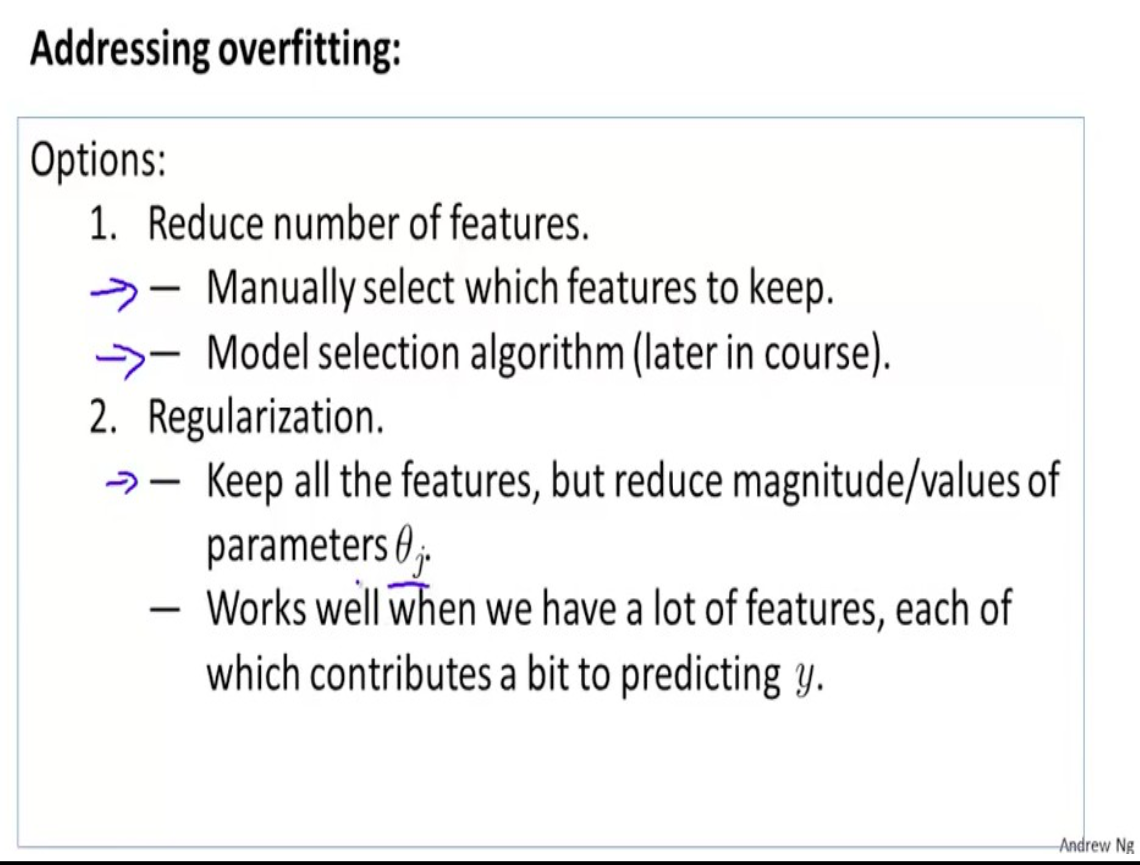 Addressing overfitting:
Options:
1. Reduce number of features.
— Manually select which features to keep.
— Model selection algorithm (later in course).
2. Regularization.
— Keep all the features, but reduce magnitude/values of
parameters θⱼ.
— Works well when we have a lot of features, each of
which contributes a bit to predicting y.
Andrew Ng